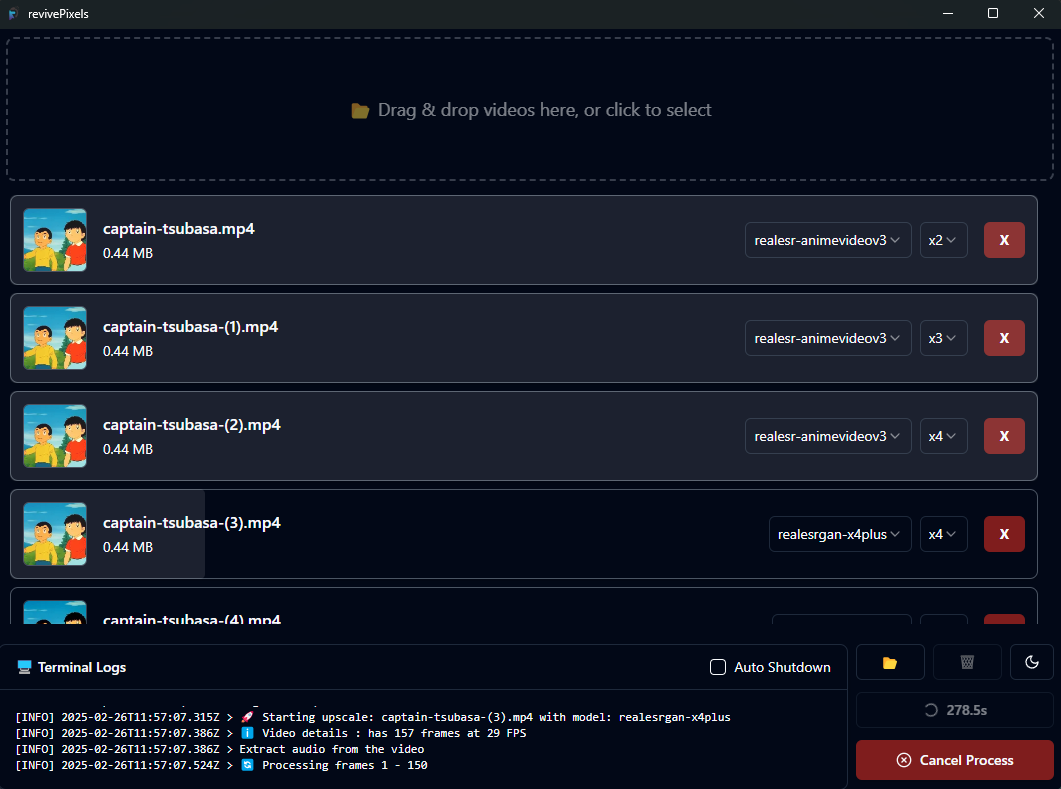 revivePixels
Drag & drop videos here, or click to select
captain-tsubasa.mp4
0.44 MB
realesr-animevideov3
x2
X
captain-tsubasa-(1).mp4
0.44 MB
realesr-animevideov3
x3
X
captain-tsubasa-(2).mp4
0.44 MB
realesr-animevideov3
x4
X
captain-tsubasa-(3).mp4
0.44 MB
realesrgan-x4plus
x4
X
captain-tsubasa-(4).mp4
Terminal Logs
Auto Shutdown
[INFO] 2025-02-26T11:57:07.315Z > 🚀 Starting upscale: captain-tsubasa-(3).mp4 with model: realesrgan-x4plus
[INFO] 2025-02-26T11:57:07.386Z > ℹ️ Video details : has 157 frames at 29 FPS
[INFO] 2025-02-26T11:57:07.386Z > Extract audio from the video
[INFO] 2025-02-26T11:57:07.524Z > 🔄 Processing frames 1 - 150
278.5s
Cancel Process